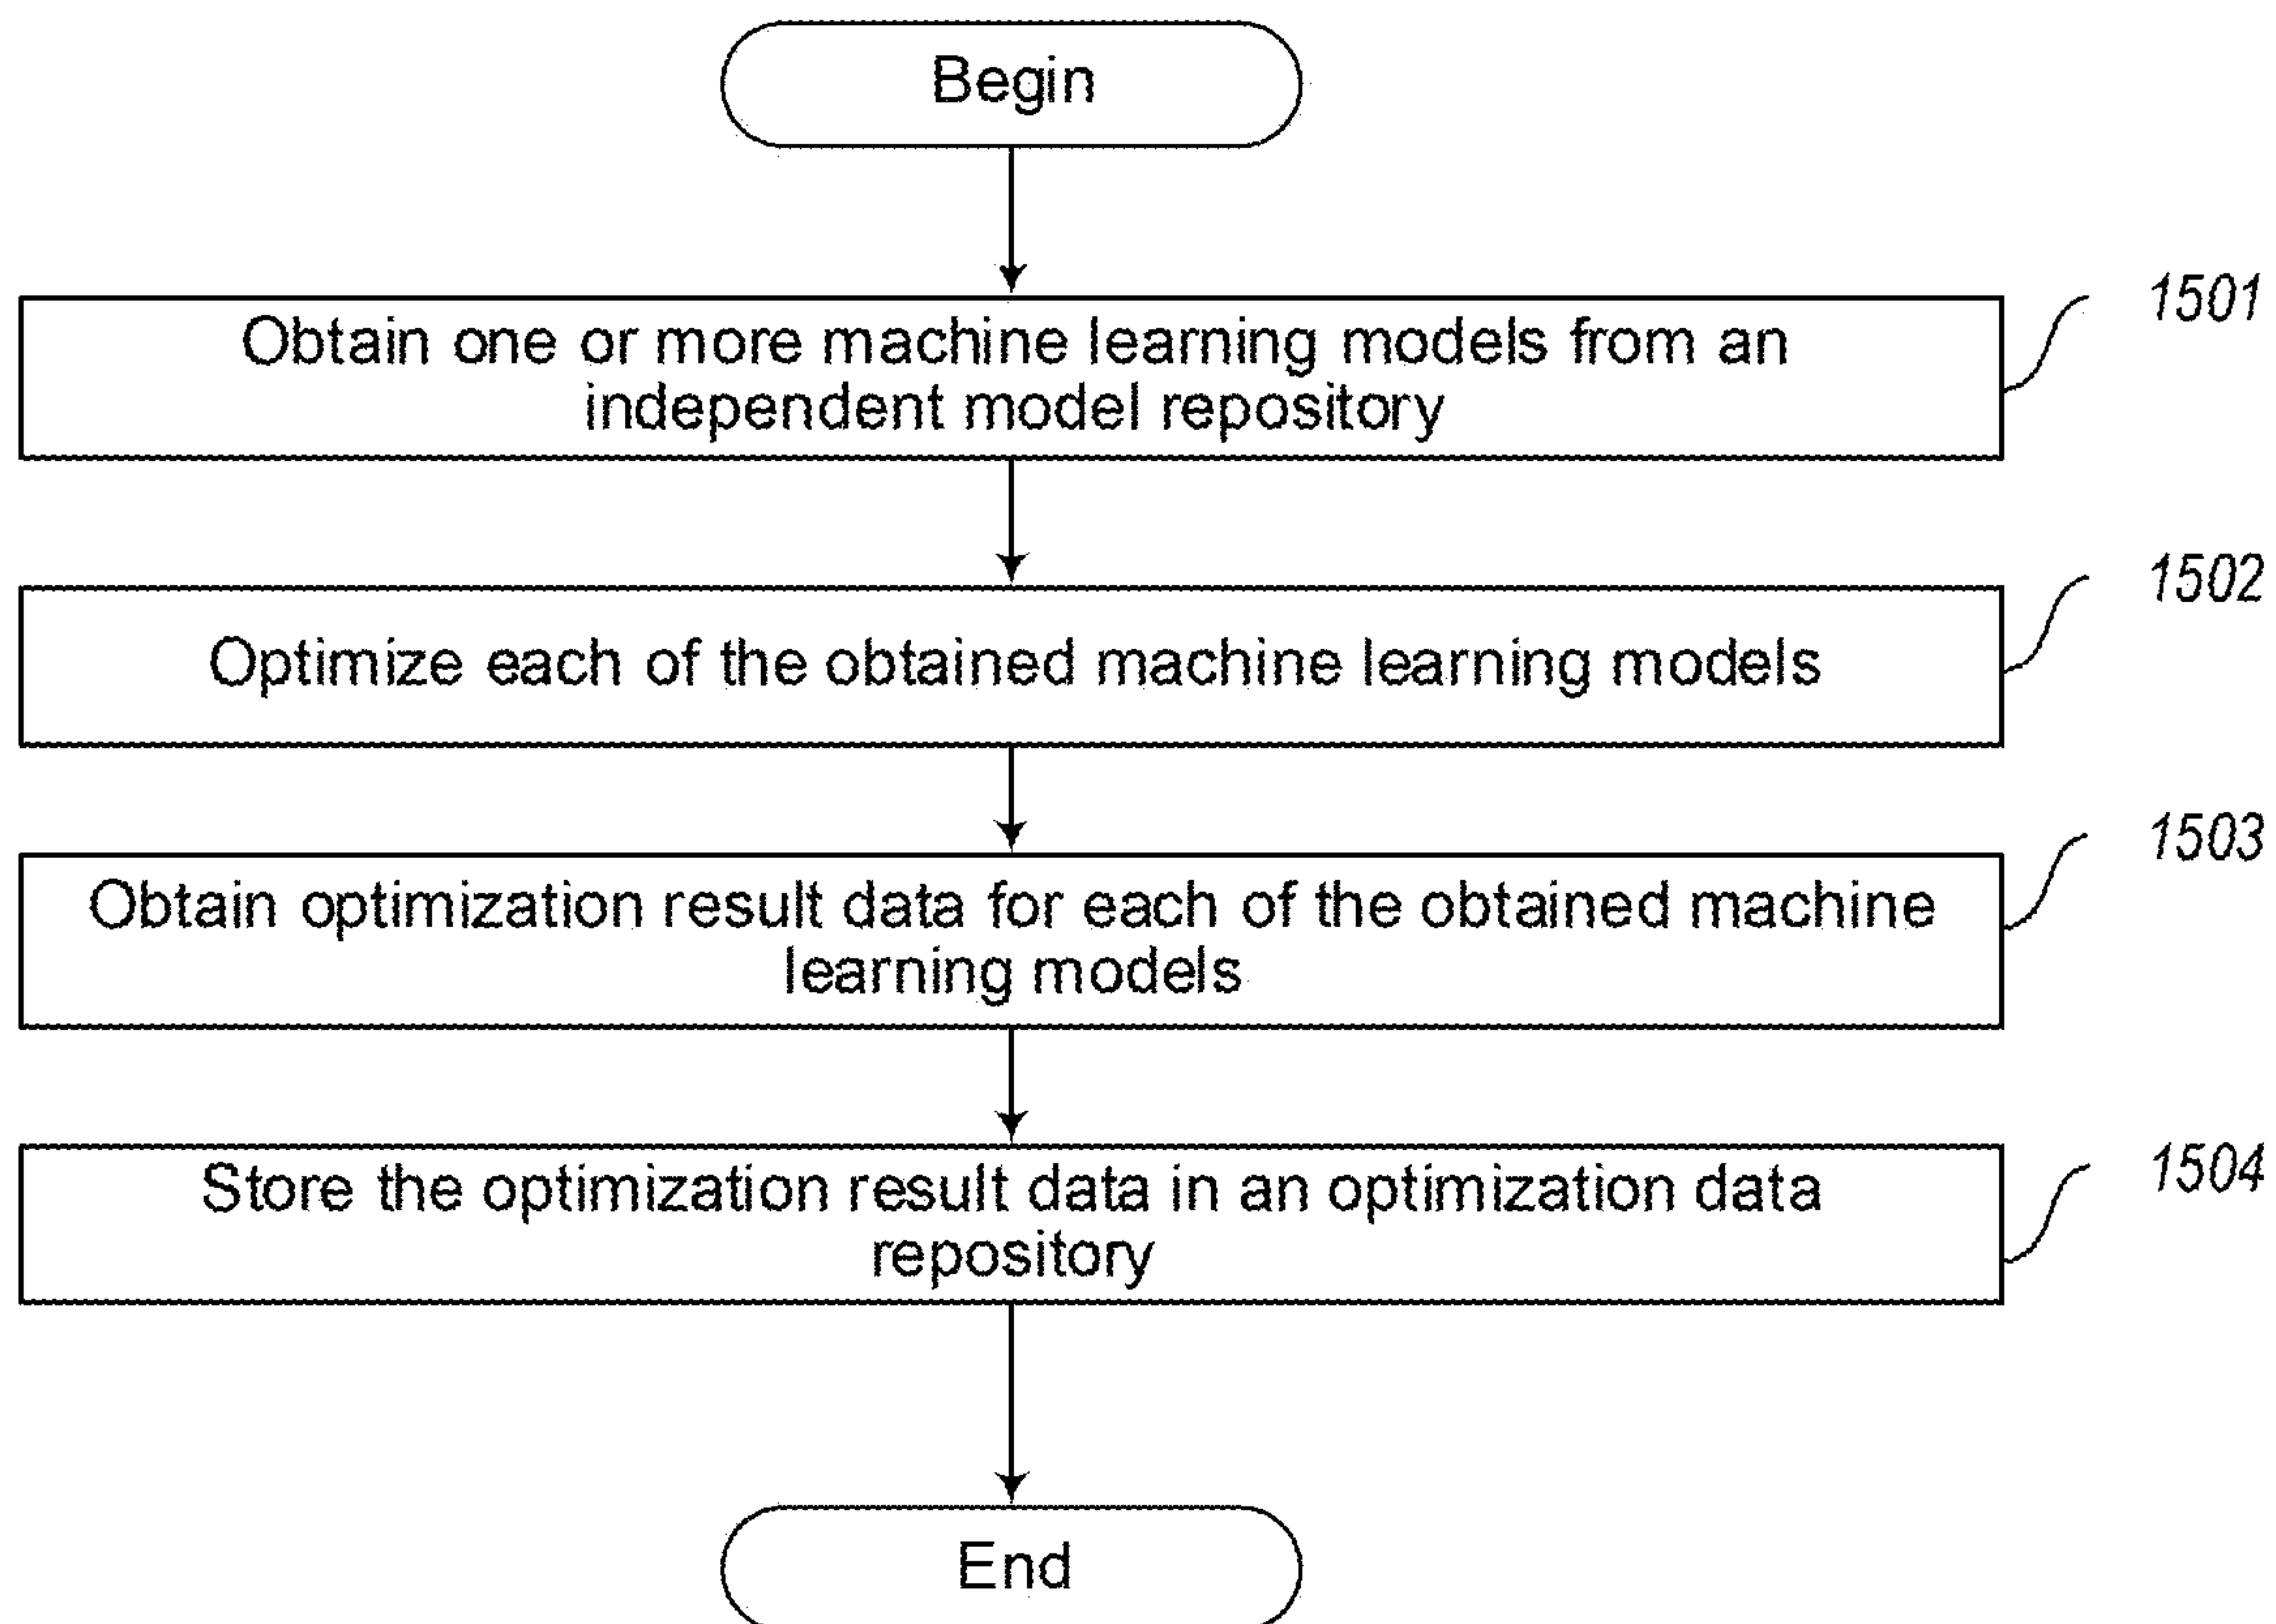 Begin
Obtain one or more machine learning models from an
independent model repository
1501
Optimize each of the obtained machine learning models
1502
Obtain optimization result data for each of the obtained machine
learning models
1503
Store the optimization result data in an optimization data
repository
1504
End